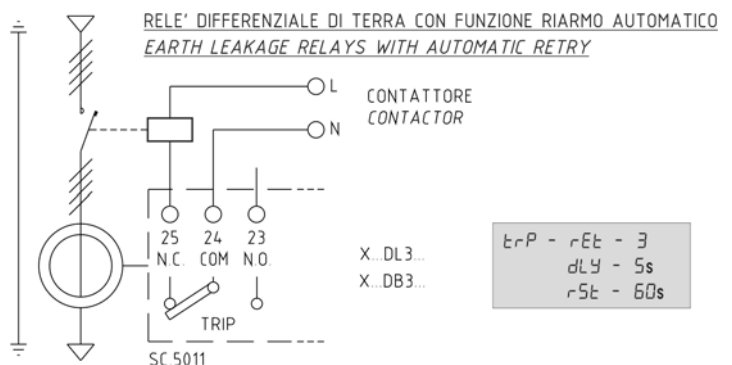 RELE' DIFFERENZIALE DI TERRA CON FUNZIONE RIARMO AUTOMATICO
EARTH LEAKAGE RELAYS WITH AUTOMATIC RETRY
L
CONTATTORE
N
CONTACTOR
25 24 23
N.C. COM N.O.
TRIP
SC.5011
X...DL3...
X...DB3...
trP - rEt - 3
dLY - 5s
rSt - 60s